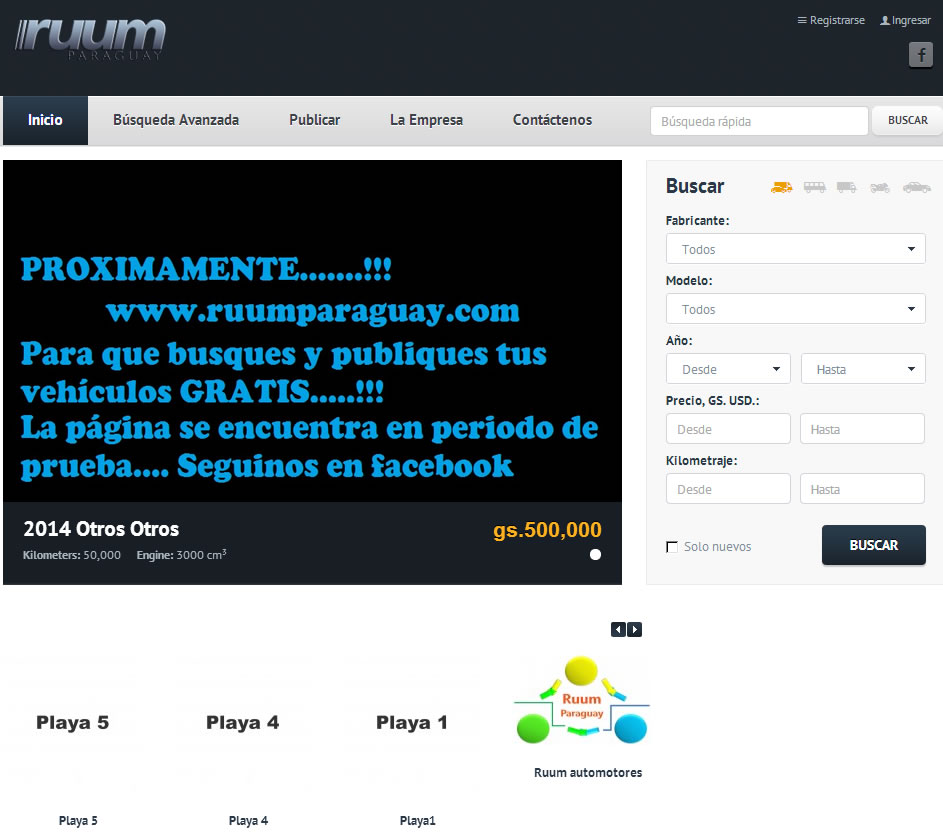 ruum
PARAGUAY
Registrarse Ingresar
f
Inicio Búsqueda Avanzada Publicar La Empresa Contáctenos Búsqueda rápida BUSCAR
PROXIMAMENTE.......!!!
www.ruumparaguay.com
Para que busques y publiques tus
vehículos GRATIS.....!!!
La página se encuentra en periodo de
prueba.... Seguinos en facebook
2014 Otros Otros gs.500,000
Kilometers: 50,000 Engine: 3000 cm³
Buscar
Fabricante:
Todos
Modelo:
Todos
Año:
Desde Hasta
Precio, GS. USD.:
Desde Hasta
Kilometraje:
Desde Hasta
Solo nuevos BUSCAR
Playa 5 Playa 4 Playa 1
Ruum
Paraguay
Ruum automotores
Playa 5 Playa 4 Playa1